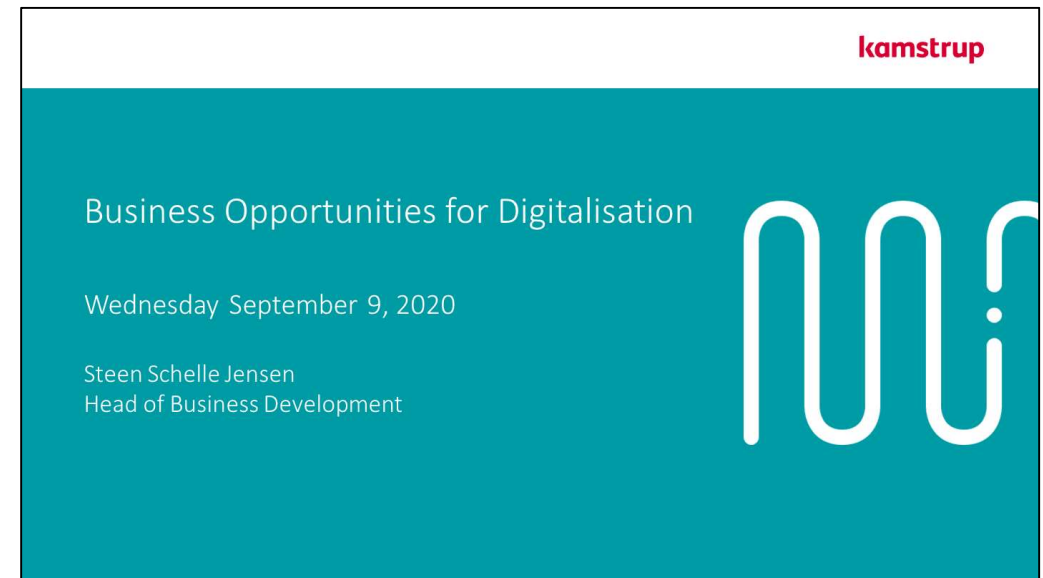 kamstrup
Business Opportunities for Digitalisation
Wednesday September 9, 2020
Steen Schelle Jensen
Head of Business Development